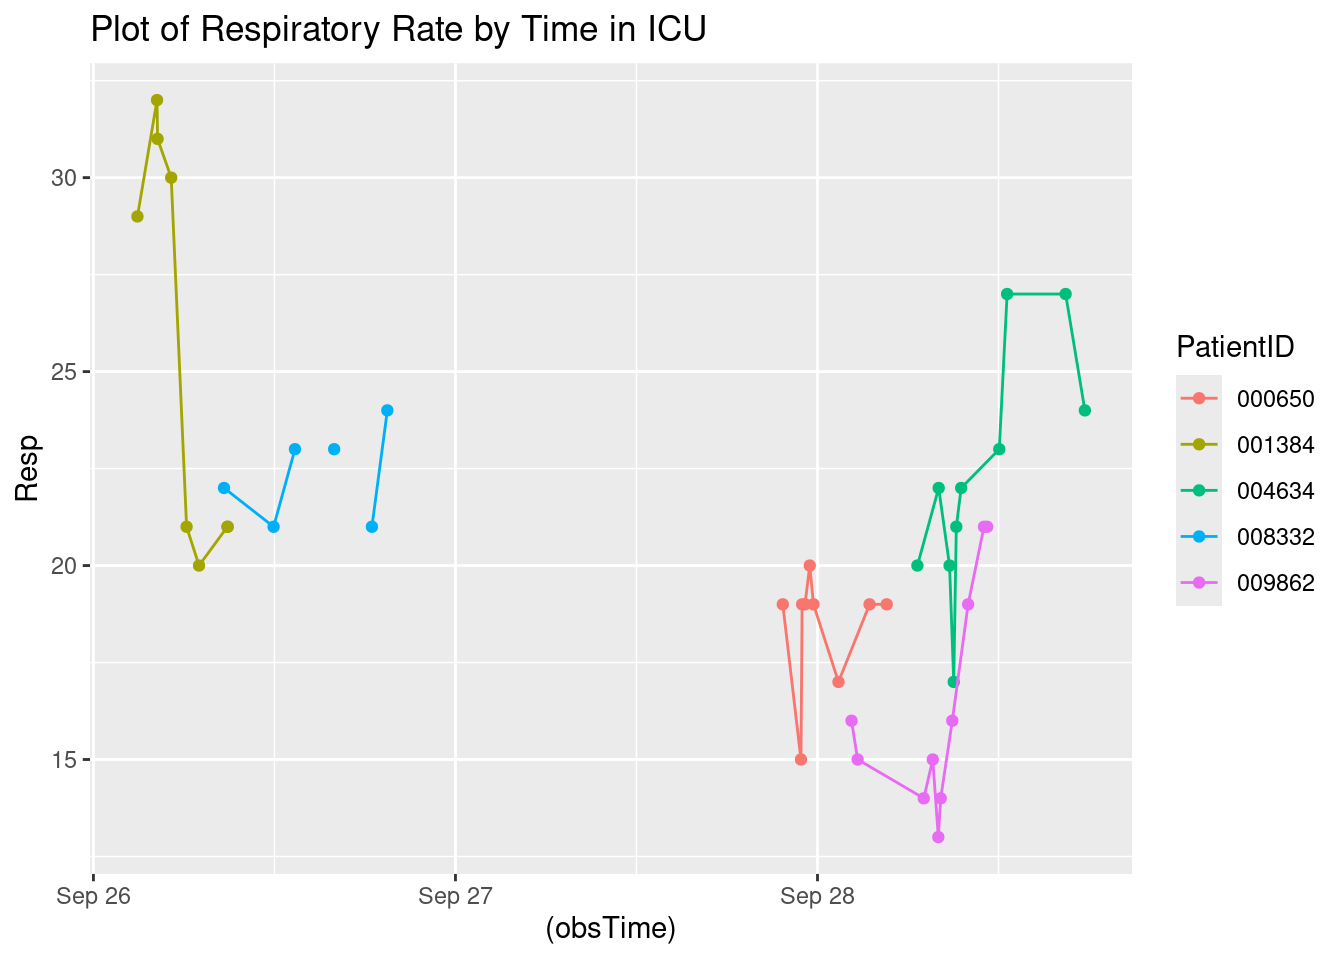 Plot of Respiratory Rate by Time in ICU
30
25
20
15
Resp
Sep 26
Sep 27
Sep 28
(obsTime)
PatientID
000650
001384
004634
008332
009862